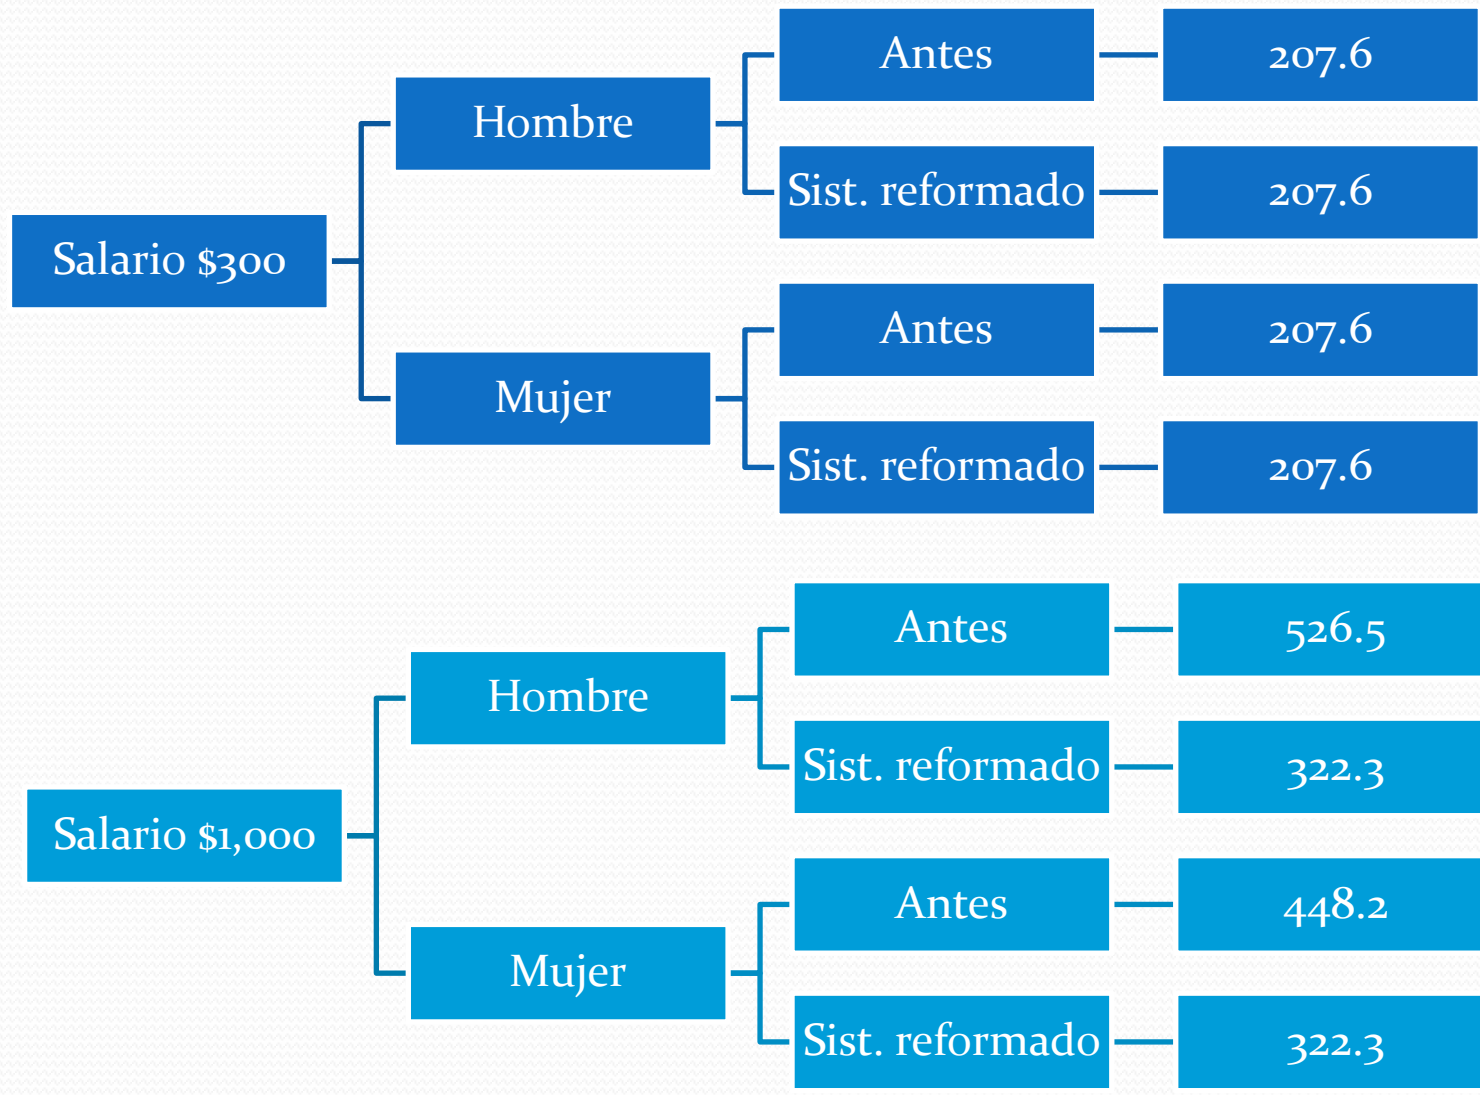 Salario $300
Hombre
Antes
207.6
Sist. reformado
207.6
Mujer
Antes
207.6
Sist. reformado
207.6
Salario $1,000
Hombre
Antes
526.5
Sist. reformado
322.3
Mujer
Antes
448.2
Sist. reformado
322.3